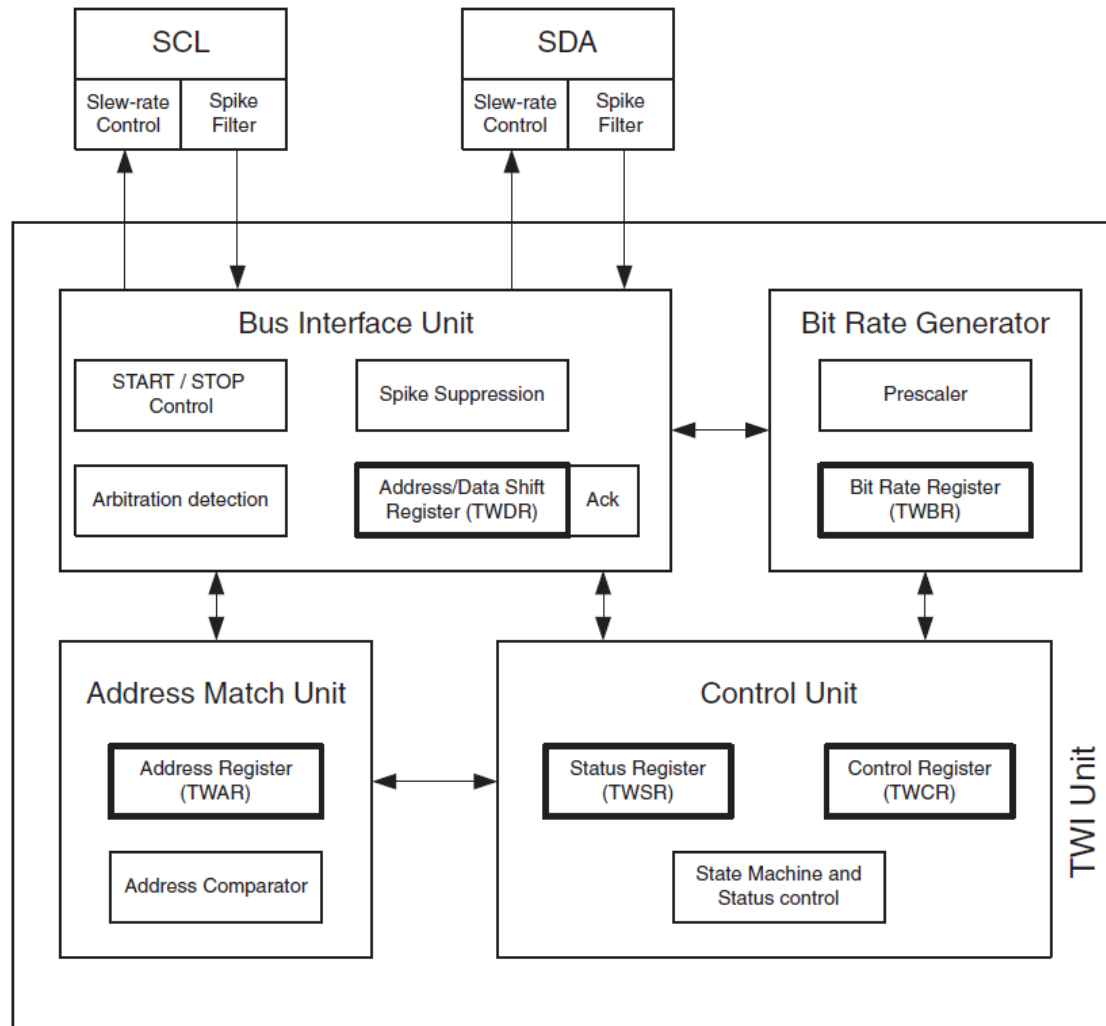 SCL
Slew-rate
Control
Spike
Filter
SDA
Slew-rate
Control
Spike
Filter
Bus Interface Unit
START / STOP
Control
Spike Suppression
Arbitration detection
Address/Data Shift
Register (TWDR)
Ack
Bit Rate Generator
Prescaler
Bit Rate Register
(TWBR)
Address Match Unit
Address Register
(TWAR)
Address Comparator
Control Unit
Status Register
(TWSR)
Control Register
(TWCR)
State Machine and
Status control
TWI Unit